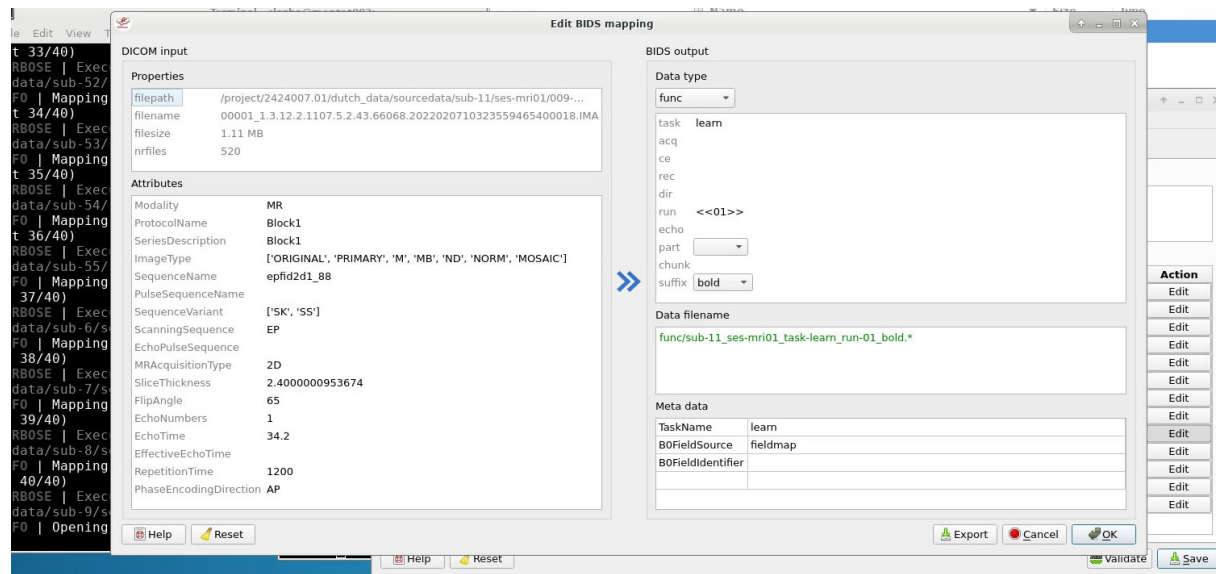 Edit BIDS mapping
Edit View
t 33/40)
RBOSE | Exec
data/sub-52/
FO | Mapping
t 34/40)
RBOSE | Exec
data/sub-53/
FO | Mapping
t 35/40)
RBOSE | Exec
data/sub-54/
FO | Mapping
t 36/40)
RBOSE | Exec
data/sub-55/
FO | Mapping
37/40)
RBOSE | Exec
data/sub-6/s
FO | Mapping
38/40)
RBOSE | Exec
data/sub-7/s
FO | Mapping
39/40)
RBOSE | Exec
data/sub-8/s
FO | Mapping
40/40)
RBOSE | Exec
data/sub-9/s
FO | Opening
DICOM input
Properties
filepath /project/2424007.01/dutch_data/sourcedata/sub-11/ses-mri01/009-...
filename 00001_1.3.12.2.1107.5.2.43.66068.2022020710323559465400018.IMA
filesize 1.11 MB
nrfiles 520
Attributes
Modality MR
ProtocolName Block1
SeriesDescription Block1
ImageType ['ORIGINAL', 'PRIMARY', 'M', 'MB', 'ND', 'NORM', 'MOSAIC']
SequenceName epfid2d1_88
PulseSequenceName
SequenceVariant ['SK', 'SS']
ScanningSequence EP
EchoPulseSequence
MRAcquisitionType 2D
SliceThickness 2.4000000953674
FlipAngle 65
EchoNumbers 1
EchoTime 34.2
EffectiveEchoTime
RepetitionTime 1200
PhaseEncodingDirection AP
Help Reset
BIDS output
Data type
func
task learn
acq
ce
rec
dir
run <<01>>
echo
part
chunk
suffix bold
Data filename
func/sub-11_ses-mri01_task-learn_run-01_bold.*
Meta data
TaskName learn
B0FieldSource fieldmap
B0FieldIdentifier
Export Cancel OK
Action
Edit
Edit
Edit
Edit
Edit
Edit
Edit
Edit
Edit
Edit
Edit
Edit
Edit
Help Reset
Validate Save